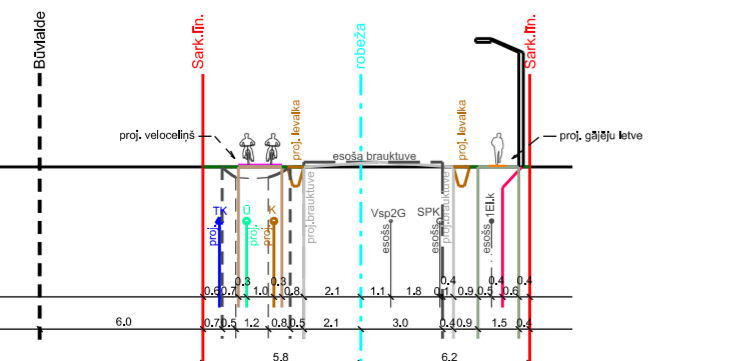 Būvlaide
Sark.līn.
robeža
Sark.līn.
proj. veloceliņš
proj. ievalka
esoša brauktuve
proj. ievalka
proj. gājēju ietve
TK
Ū
K
proj.
proj.
proj.
proj.brauktuve
Vsp2G
esošs
SPK
esošs
proj.brauktuve
esošs
1El.k
0.3
0.3
0.4
0.4
0.4
0.6
0.7
1.0
0.8
2.1
1.1
1.8
0.1
0.9
0.5
0.6
6.0
0.7
0.5
1.2
0.8
0.5
2.1
3.0
0.4
0.9
1.5
0.4
5.8
6.2